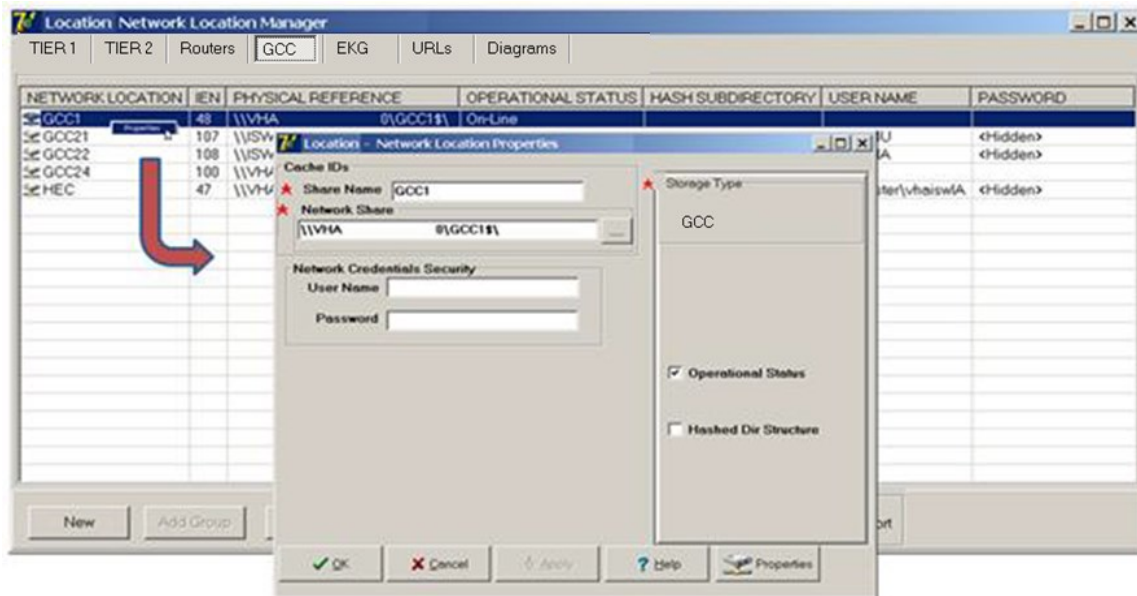 Location Network Location Manager
TIER 1 TIER 2 Routers GCC EKG URLs Diagrams
NETWORK LOCATION IEN PHYSICAL REFERENCE OPERATIONAL STATUS HASH SUBDIRECTORY USER NAME PASSWORD
GCC1 48 \\VHA 0\GCC1$\ On-Line
Properties
GCC21 107 \\ISW <Hidden>
GCC22 108 \\ISW <Hidden>
GCC24 100 \\VHA
HEC 47 \\VHA ter\vhaiswIA <Hidden>
Location - Network Location Properties
Cache IDs
Share Name GCC1
Network Share
\\VHA 0\GCC1$\
...
Network Credentials Security
User Name
Password
Storage Type
GCC
Operational Status
Hashed Dir Structure
New Add Group
OK Cancel Apply Help Properties